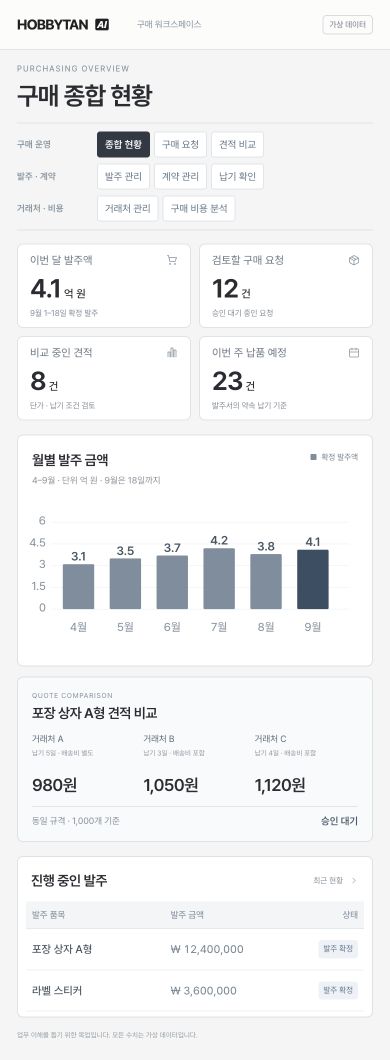 HOBBYTAN AI 구매 워크스페이스 가상 데이터
PURCHASING OVERVIEW
구매 종합 현황
구매 운영 종합 현황 구매 요청 견적 비교
발주 · 계약 발주 관리 계약 관리 납기 확인
거래처 · 비용 거래처 관리 구매 비용 분석
이번 달 발주액
4.1 억 원
9월 1–18일 확정 발주
검토할 구매 요청
12 건
승인 대기 중인 요청
비교 중인 견적
8 건
단가 · 납기 조건 검토
이번 주 납품 예정
23 건
발주서의 약속 납기 기준
월별 발주 금액
확정 발주액
4–9월 · 단위 억 원 · 9월은 18일까지
6
4.5
3
1.5
0
3.1 3.5 3.7 4.2 3.8 4.1
4월 5월 6월 7월 8월 9월
QUOTE COMPARISON
포장 상자 A형 견적 비교
거래처 A 거래처 B 거래처 C
납기 5일 · 배송비 별도 납기 3일 · 배송비 포함 납기 4일 · 배송비 포함
980원 1,050원 1,120원
동일 규격 · 1,000개 기준 승인 대기
진행 중인 발주 최근 현황 >
발주 품목 발주 금액 상태
포장 상자 A형 ₩ 12,400,000 발주 확정
라벨 스티커 ₩ 3,600,000 발주 확정
업무 이해를 돕기 위한 목업입니다. 모든 수치는 가상 데이터입니다.